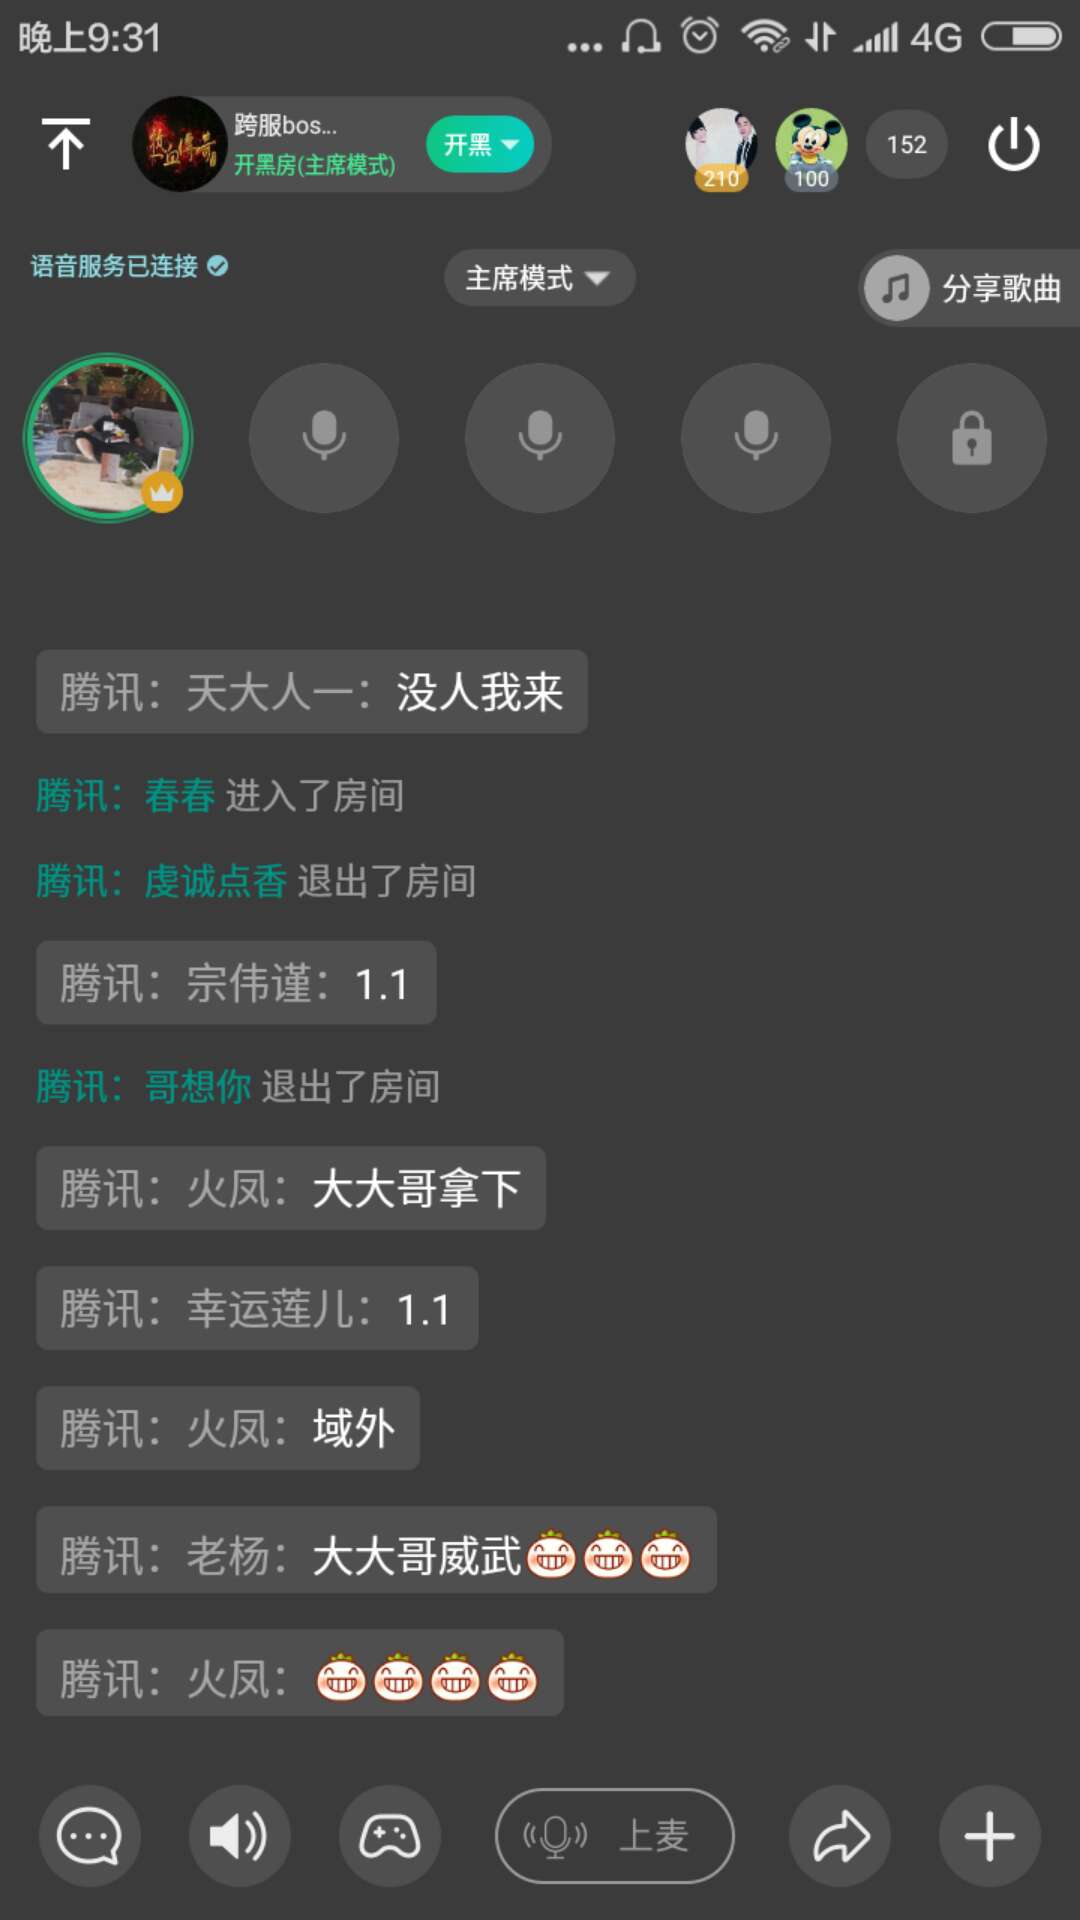 晚上9:31
... 4G
跨服bos...
热血传奇
开黑房(主席模式)
开黑
210
100
152
语音服务已连接
主席模式
分享歌曲
腾讯：天大人一：没人我来
腾讯：春春 进入了房间
腾讯：虔诚点香 退出了房间
腾讯：宗伟谨：1.1
腾讯：哥想你 退出了房间
腾讯：火凤：大大哥拿下
腾讯：幸运莲儿：1.1
腾讯：火凤：域外
腾讯：老杨：大大哥威武
腾讯：火凤：
上麦